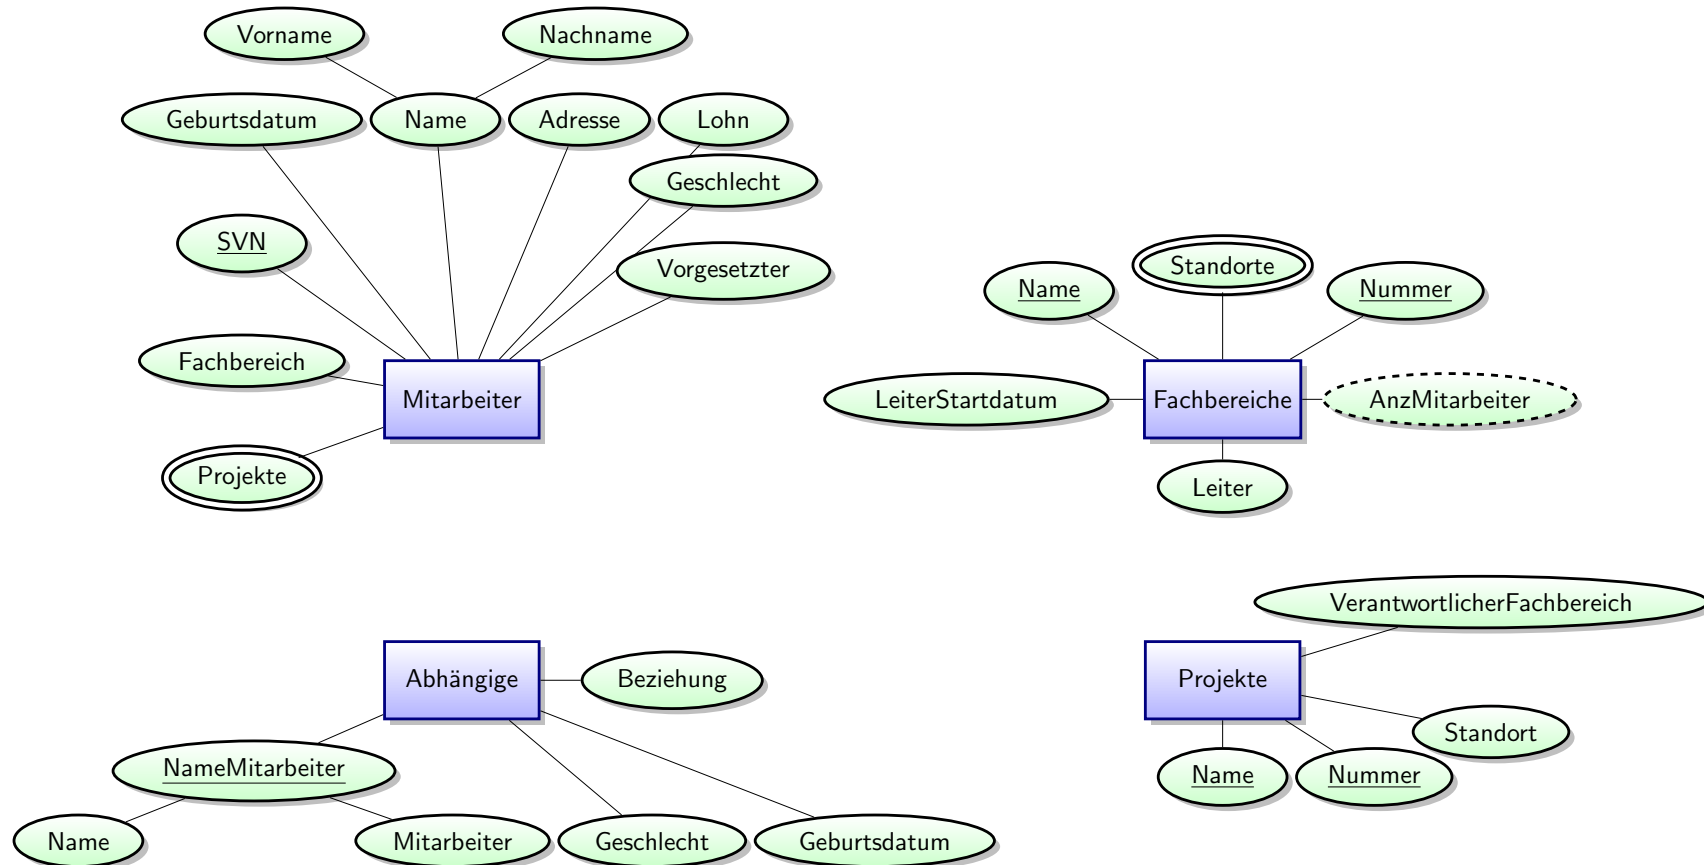 Vorname
Nachname
Geburtsdatum
Name
Adresse
Lohn
Geschlecht
SVN
Vorgesetzter
Standorte
Name
Nummer
Fachbereich
Mitarbeiter
LeiterStartdatum
Fachbereiche
AnzMitarbeiter
Projekte
Leiter
VerantwortlicherFachbereich
Abhängige
Beziehung
Projekte
Standort
NameMitarbeiter
Name
Nummer
Name
Mitarbeiter
Geschlecht
Geburtsdatum